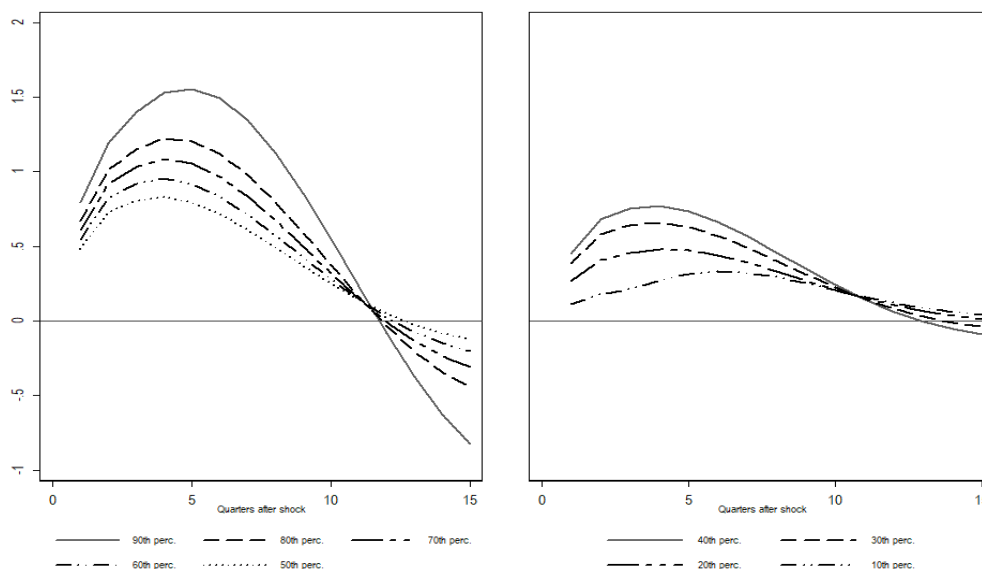 2
1.5
1
.5
0
-.5
-1
0 5 10 15
Quarters after shock
90th perc. 80th perc. 70th perc.
60th perc. 50th perc.
0 5 10 1
Quarters after shock
40th perc. 30th perc.
20th perc. 10th perc.